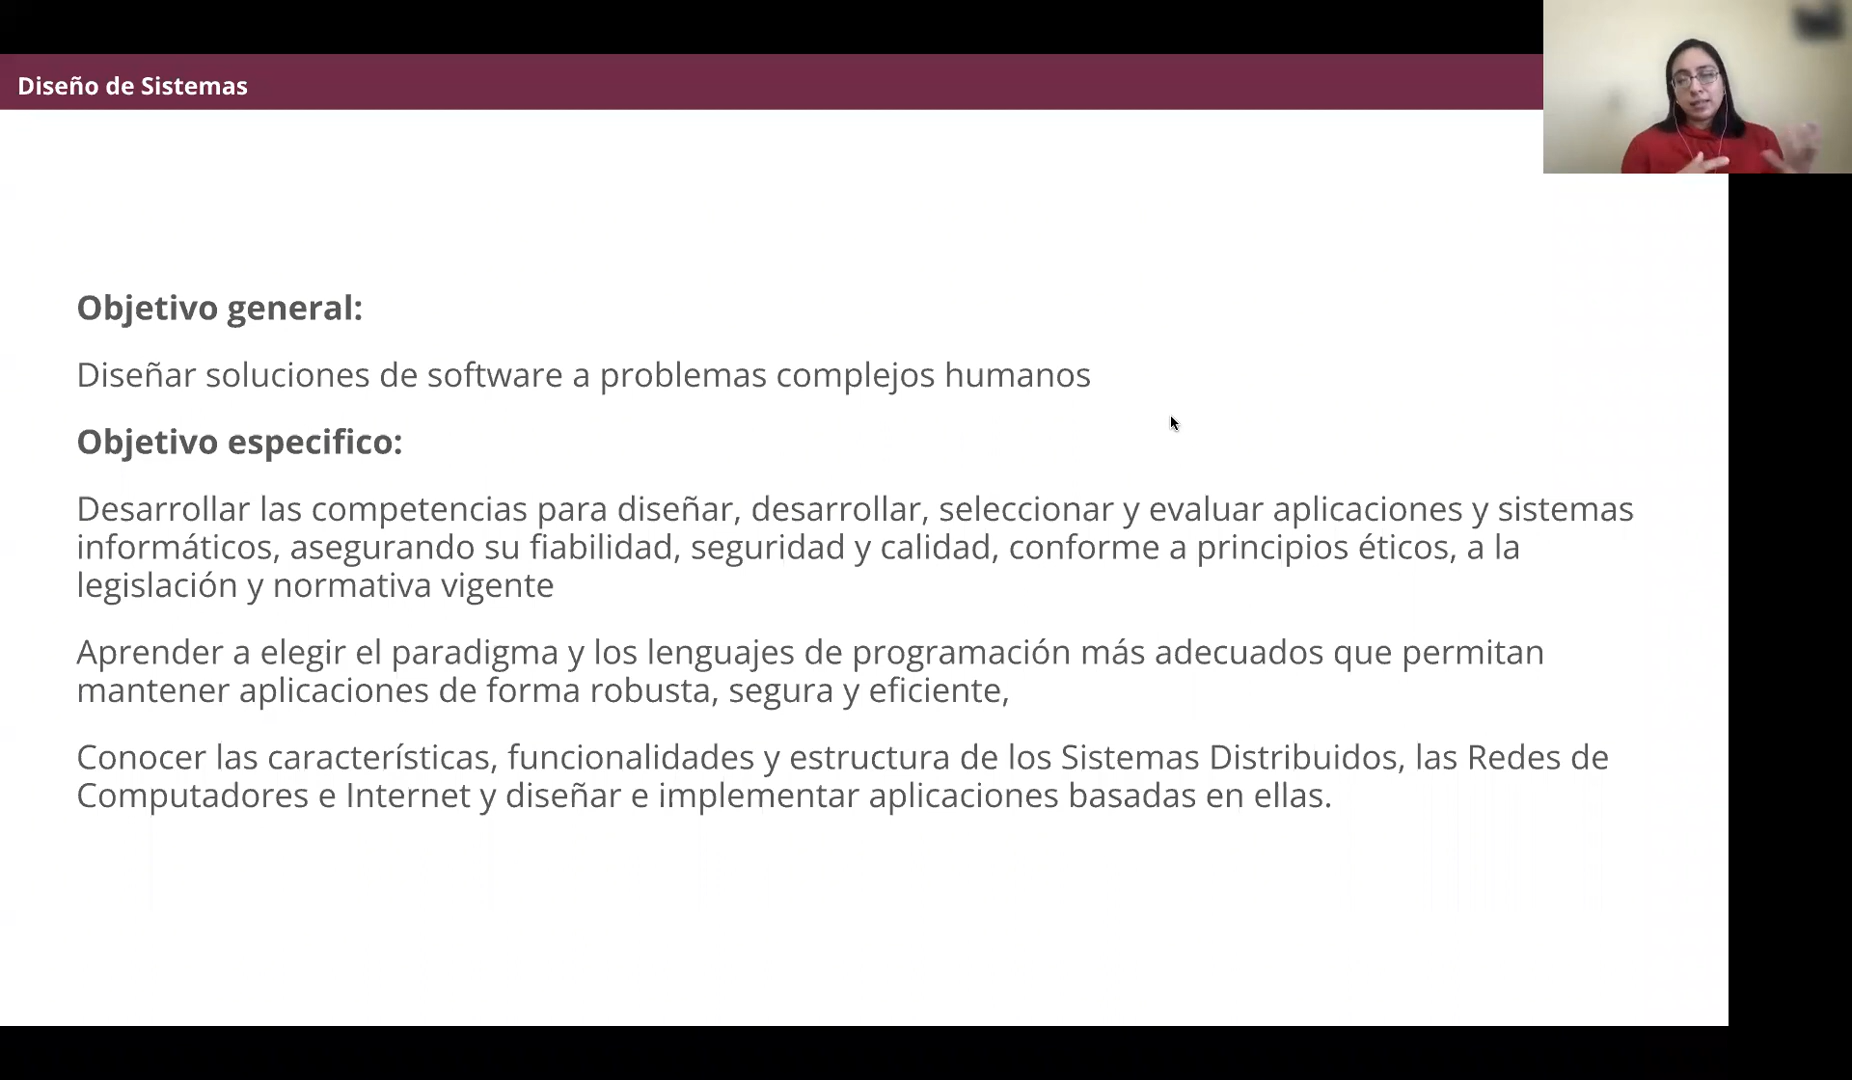 Diseño de Sistemas
Objetivo general:
Diseñar soluciones de software a problemas complejos humanos
Objetivo especifico:
Desarrollar las competencias para diseñar, desarrollar, seleccionar y evaluar aplicaciones y sistemas
informáticos, asegurando su fiabilidad, seguridad y calidad, conforme a principios éticos, a la
legislación y normativa vigente
Aprender a elegir el paradigma y los lenguajes de programación más adecuados que permitan
mantener aplicaciones de forma robusta, segura y eficiente,
Conocer las características, funcionalidades y estructura de los Sistemas Distribuidos, las Redes de
Computadores e Internet y diseñar e implementar aplicaciones basadas en ellas.